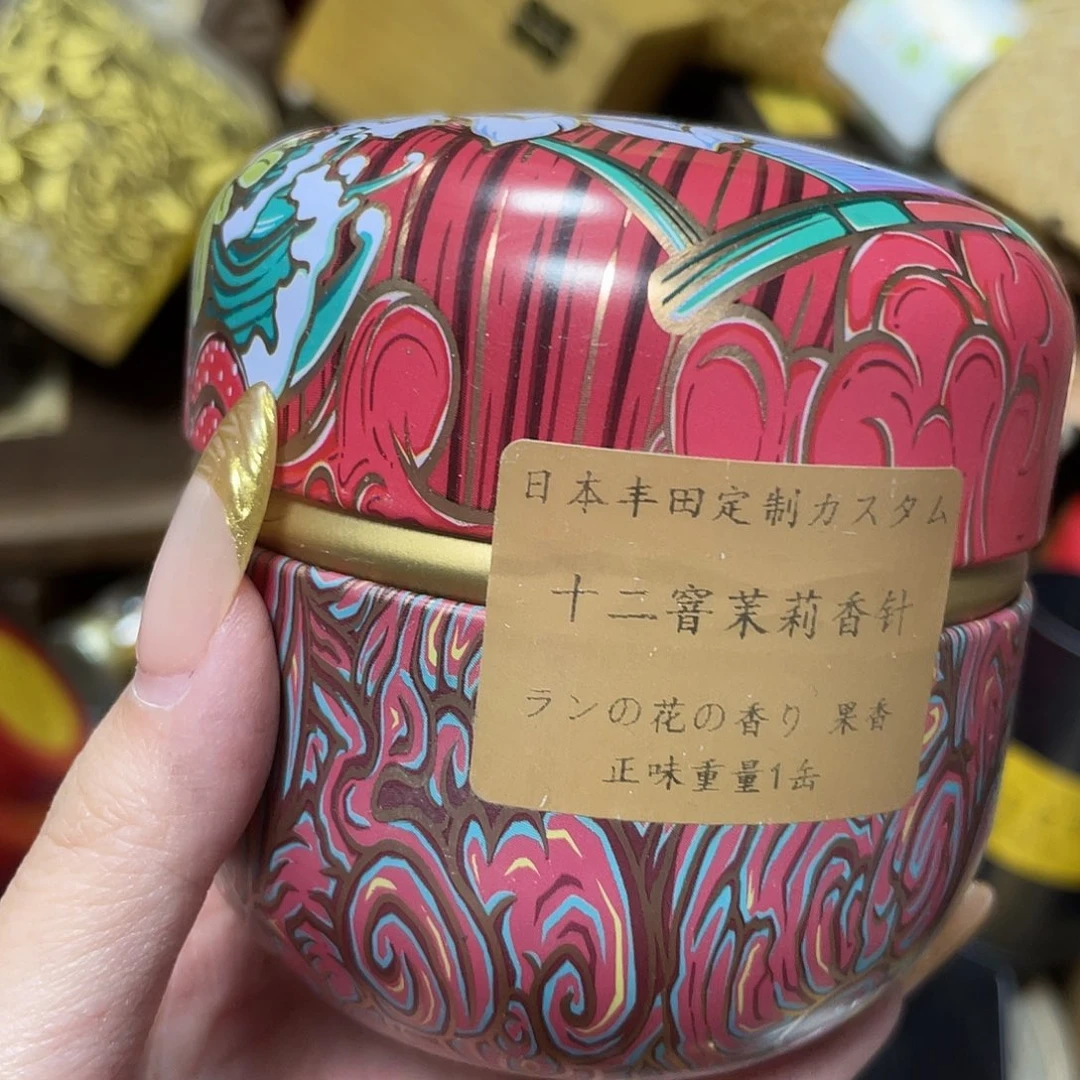 日本丰田定制カスタム
十二窨茉莉香针
ランの花の香り 果香
正味重量1缶